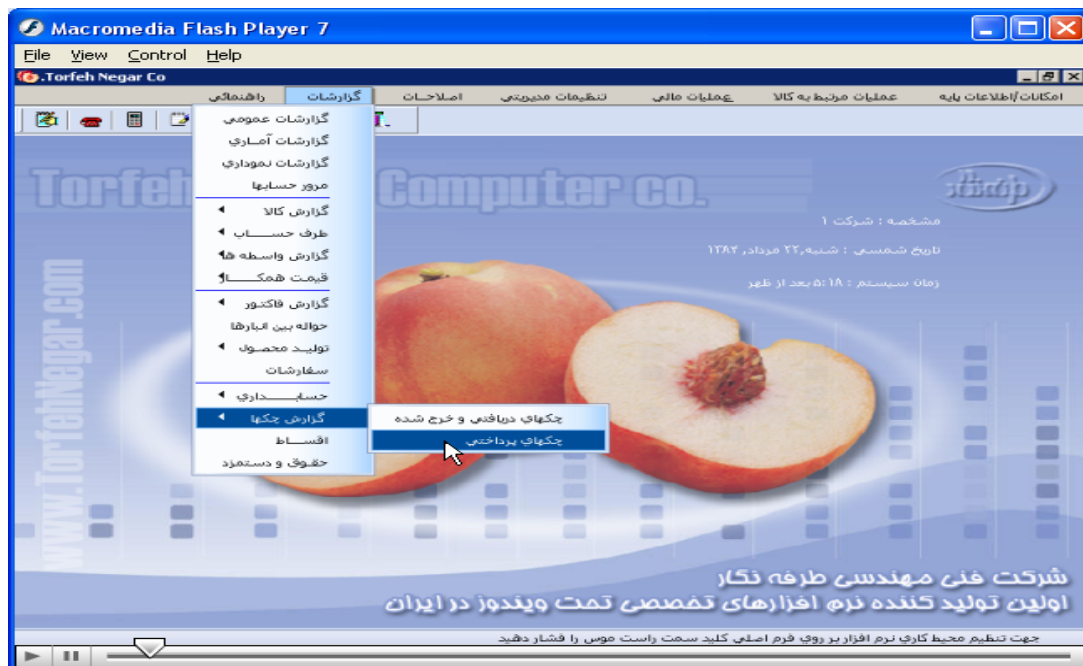 Macromedia Flash Player 7
File View Control Help
.Torfeh Negar Co
امکانات/اطلاعات پایه عملیات مرتبط به کالا عملیات مالی تنظیمات مدیریتی اصلاحات گزارشات راهنمائی
گزارشات عمومی
گزارشات آماری
گزارشات نموداری
مرور حسابها
گزارش کالا
طرف حساب
گزارش واسطه ها
قیمت همکار
گزارش فاکتور
حواله بین انبارها
تولید محصول
سفارشات
حسابداری
گزارش چکها
چکهای دریافتی و خرج شده
چکهای پرداختی
اقساط
حقوق و دستمزد
Torfeh Computer co.
www.TorfehNegar.com
مشخصه : شرکت ۱
تاریخ شمسی : شنبه,۲۲ مرداد, ۱۳۸۴
زمان سیستم : ۵:۱۸ بعد از ظهر
شرکت فنی مهندسی طرفه نگار
اولین تولید کننده نرم افزارهای تخصصی تحت ویندوز در ایران
جهت تنظیم محیط کاري نرم افزار بر روي فرم اصلي کلید سمت راست موس را فشار دهید